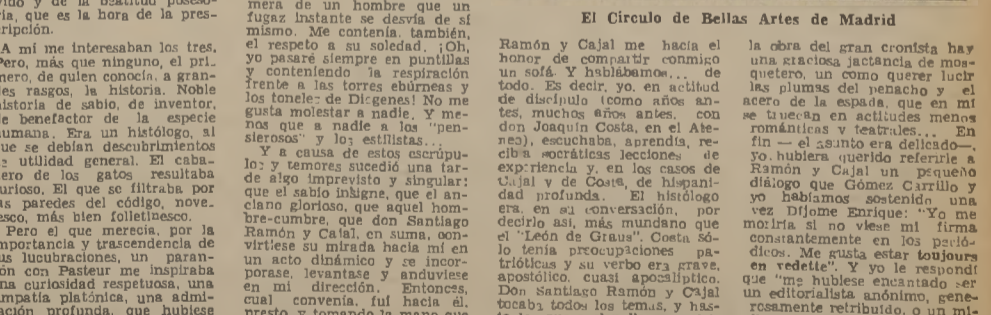 ria, que es la hora de la pres-
cripción.
A mí me interesaban los tres.
Pero, más que ninguno, el pri-
mero, de quien conocía, a gran-
des rasgos, la historia. Noble
historia de sabio, de inventor,
de benefactor de la especie
humana. Era un histólogo, al
que se debían descubrimientos
de utilidad general. El caba-
llero de los gatos resultaba
curioso. El que se filtraba por
las paredes del código, nove-
lesco, más bien folletinesco.
Pero el que merecía, por la
importancia y trascendencia de
sus lucubraciones, un paran-
gón con Pasteur me inspiraba
una curiosidad respetuosa, una
simpatía platónica, una admi-
ración profunda, que hubiese
mera de un hombre que un
fugaz instante se desvía de sí
mismo. Me contenía, también,
el respeto a su soledad. ¡Oh,
yo pasaré siempre en puntillas
y conteniendo la respiración
frente a las torres ebúrneas y
los toneles de Diógenes! No me
gusta molestar a nadie. Y me-
nos que a nadie a los "pen-
sierosos" y los estilistas...
Y a causa de estos escrúpu-
los y temores sucedió una tar-
de algo imprevisto y singular:
que el sabio insigne, que el an-
ciano glorioso, que aquel hom-
bre-cumbre, que don Santiago
Ramón y Cajal, en suma, con-
virtiese su mirada hacia mí en
un acto dinámico y se incor-
porase, levantase y anduviese
en mi dirección. Entonces,
cual convenía, fuí hacia él,
presto, y tomando la mano que
El Círculo de Bellas Artes de Madrid
Ramón y Cajal me hacía el
honor de compartir conmigo
un sofá. Y hablábamos... de
todo. Es decir, yo, en actitud
de discípulo (como años an-
tes, muchos años antes, con
don Joaquín Costa, en el Ate-
neo), escuchaba, aprendía, re-
cibía socráticas lecciones de
experiencia y, en los casos de
Cajal y de Costa, de hispani-
dad profunda. El histólogo
era, en su conversación, por
decirlo así, más mundano que
el "León de Graus". Costa só-
lo tenía preocupaciones pa-
trióticas y su verbo era grave,
apostólico, cuasi apocalíptico.
Don Santiago Ramón y Cajal
tocaba todos los temas, y has-
la obra del gran cronista hay
una graciosa jactancia de mos-
quetero, un como querer lucir
las plumas del penacho y el
acero de la espada, que en mí
se truecan en actitudes menos
románticas y teatrales... En
fin — el asunto era delicado—,
yo hubiera querido referirle a
Ramón y Cajal un pequeño
diálogo que Gómez Carrillo y
yo habíamos sostenido una
vez. Díjome Enrique: "Yo me
moriría si no viese mi firma
constantemente en los perió-
dicos. Me gusta estar toujours
en vedette". Y yo le respondí
que "me hubiese encantado ser
un editorialista anónimo, gene-
rosamente retribuído, o un mi-